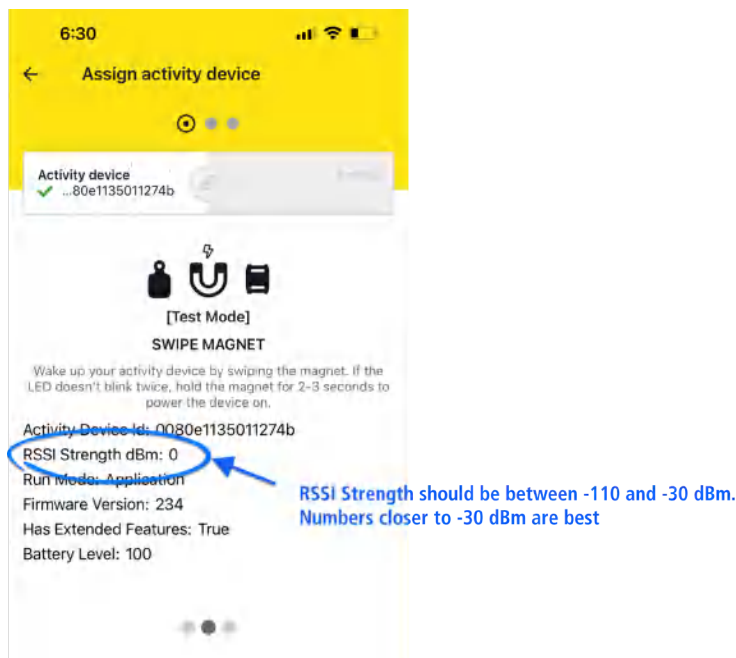 6:30
Assign activity device
Activity device
...80e1135011274b
[Test Mode]
SWIPE MAGNET
Wake up your activity device by swiping the magnet. If the
LED doesn't blink twice, hold the magnet for 2-3 seconds to
power the device on.
Activity Device Id: 0080e1135011274b
RSSI Strength dBm: 0
Run Mode: Application
RSSI Strength should be between -110 and -30 dBm.
Numbers closer to -30 dBm are best
Firmware Version: 234
Has Extended Features: True
Battery Level: 100